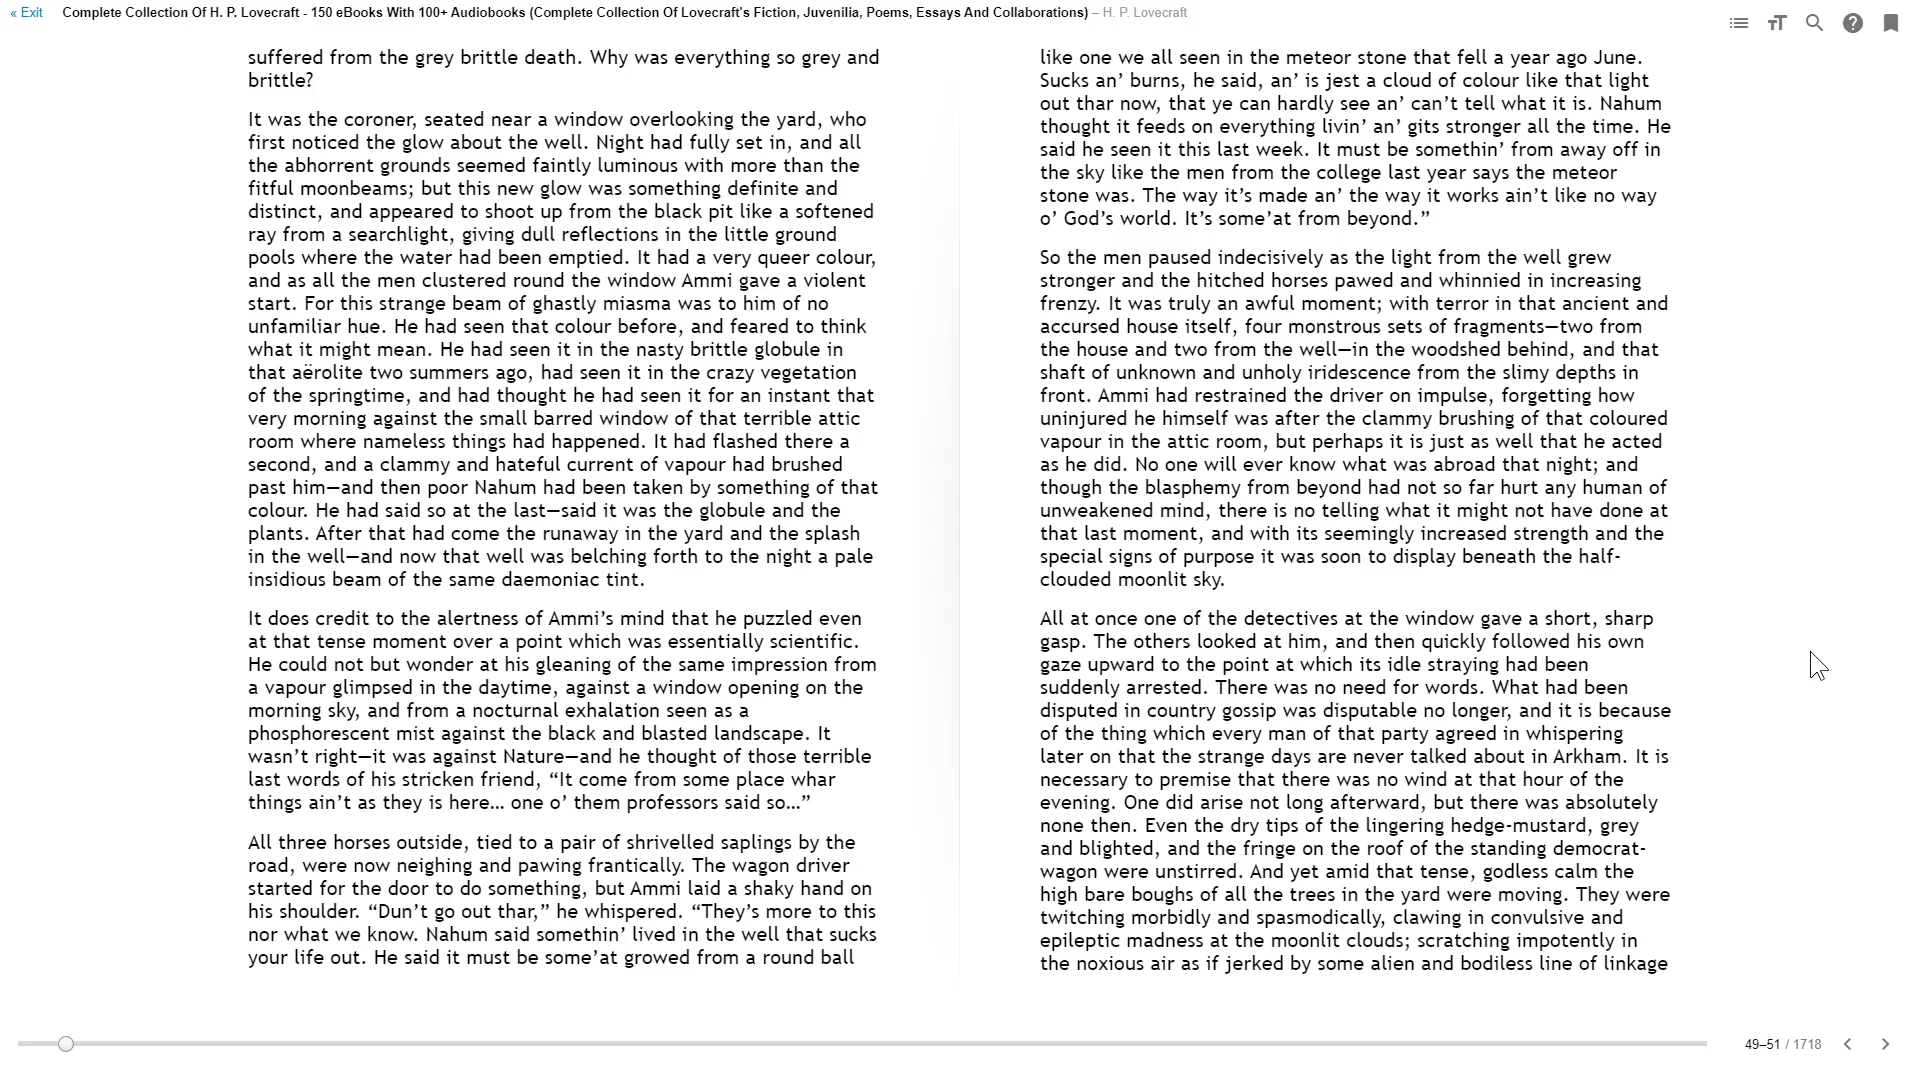 « Exit Complete Collection Of H. P. Lovecraft - 150 eBooks With 100+ Audiobooks (Complete Collection Of Lovecraft's Fiction, Juvenilia, Poems, Essays And Collaborations) – H. P. Lovecraft
suffered from the grey brittle death. Why was everything so grey and
brittle?
It was the coroner, seated near a window overlooking the yard, who
first noticed the glow about the well. Night had fully set in, and all
the abhorrent grounds seemed faintly luminous with more than the
fitful moonbeams; but this new glow was something definite and
distinct, and appeared to shoot up from the black pit like a softened
ray from a searchlight, giving dull reflections in the little ground
pools where the water had been emptied. It had a very queer colour,
and as all the men clustered round the window Ammi gave a violent
start. For this strange beam of ghastly miasma was to him of no
unfamiliar hue. He had seen that colour before, and feared to think
what it might mean. He had seen it in the nasty brittle globule in
that aërolite two summers ago, had seen it in the crazy vegetation
of the springtime, and had thought he had seen it for an instant that
very morning against the small barred window of that terrible attic
room where nameless things had happened. It had flashed there a
second, and a clammy and hateful current of vapour had brushed
past him—and then poor Nahum had been taken by something of that
colour. He had said so at the last—said it was the globule and the
plants. After that had come the runaway in the yard and the splash
in the well—and now that well was belching forth to the night a pale
insidious beam of the same daemoniac tint.
It does credit to the alertness of Ammi’s mind that he puzzled even
at that tense moment over a point which was essentially scientific.
He could not but wonder at his gleaning of the same impression from
a vapour glimpsed in the daytime, against a window opening on the
morning sky, and from a nocturnal exhalation seen as a
phosphorescent mist against the black and blasted landscape. It
wasn’t right—it was against Nature—and he thought of those terrible
last words of his stricken friend, “It come from some place whar
things ain’t as they is here… one o’ them professors said so…”
All three horses outside, tied to a pair of shrivelled saplings by the
road, were now neighing and pawing frantically. The wagon driver
started for the door to do something, but Ammi laid a shaky hand on
his shoulder. “Dun’t go out thar,” he whispered. “They’s more to this
nor what we know. Nahum said somethin’ lived in the well that sucks
your life out. He said it must be some’at growed from a round ball
like one we all seen in the meteor stone that fell a year ago June.
Sucks an’ burns, he said, an’ is jest a cloud of colour like that light
out thar now, that ye can hardly see an’ can’t tell what it is. Nahum
thought it feeds on everything livin’ an’ gits stronger all the time. He
said he seen it this last week. It must be somethin’ from away off in
the sky like the men from the college last year says the meteor
stone was. The way it’s made an’ the way it works ain’t like no way
o’ God’s world. It’s some’at from beyond.”
So the men paused indecisively as the light from the well grew
stronger and the hitched horses pawed and whinnied in increasing
frenzy. It was truly an awful moment; with terror in that ancient and
accursed house itself, four monstrous sets of fragments—two from
the house and two from the well—in the woodshed behind, and that
shaft of unknown and unholy iridescence from the slimy depths in
front. Ammi had restrained the driver on impulse, forgetting how
uninjured he himself was after the clammy brushing of that coloured
vapour in the attic room, but perhaps it is just as well that he acted
as he did. No one will ever know what was abroad that night; and
though the blasphemy from beyond had not so far hurt any human of
unweakened mind, there is no telling what it might not have done at
that last moment, and with its seemingly increased strength and the
special signs of purpose it was soon to display beneath the half-
clouded moonlit sky.
All at once one of the detectives at the window gave a short, sharp
gasp. The others looked at him, and then quickly followed his own
gaze upward to the point at which its idle straying had been
suddenly arrested. There was no need for words. What had been
disputed in country gossip was disputable no longer, and it is because
of the thing which every man of that party agreed in whispering
later on that the strange days are never talked about in Arkham. It is
necessary to premise that there was no wind at that hour of the
evening. One did arise not long afterward, but there was absolutely
none then. Even the dry tips of the lingering hedge-mustard, grey
and blighted, and the fringe on the roof of the standing democrat-
wagon were unstirred. And yet amid that tense, godless calm the
high bare boughs of all the trees in the yard were moving. They were
twitching morbidly and spasmodically, clawing in convulsive and
epileptic madness at the moonlit clouds; scratching impotently in
the noxious air as if jerked by some alien and bodiless line of linkage
49–51 / 1718